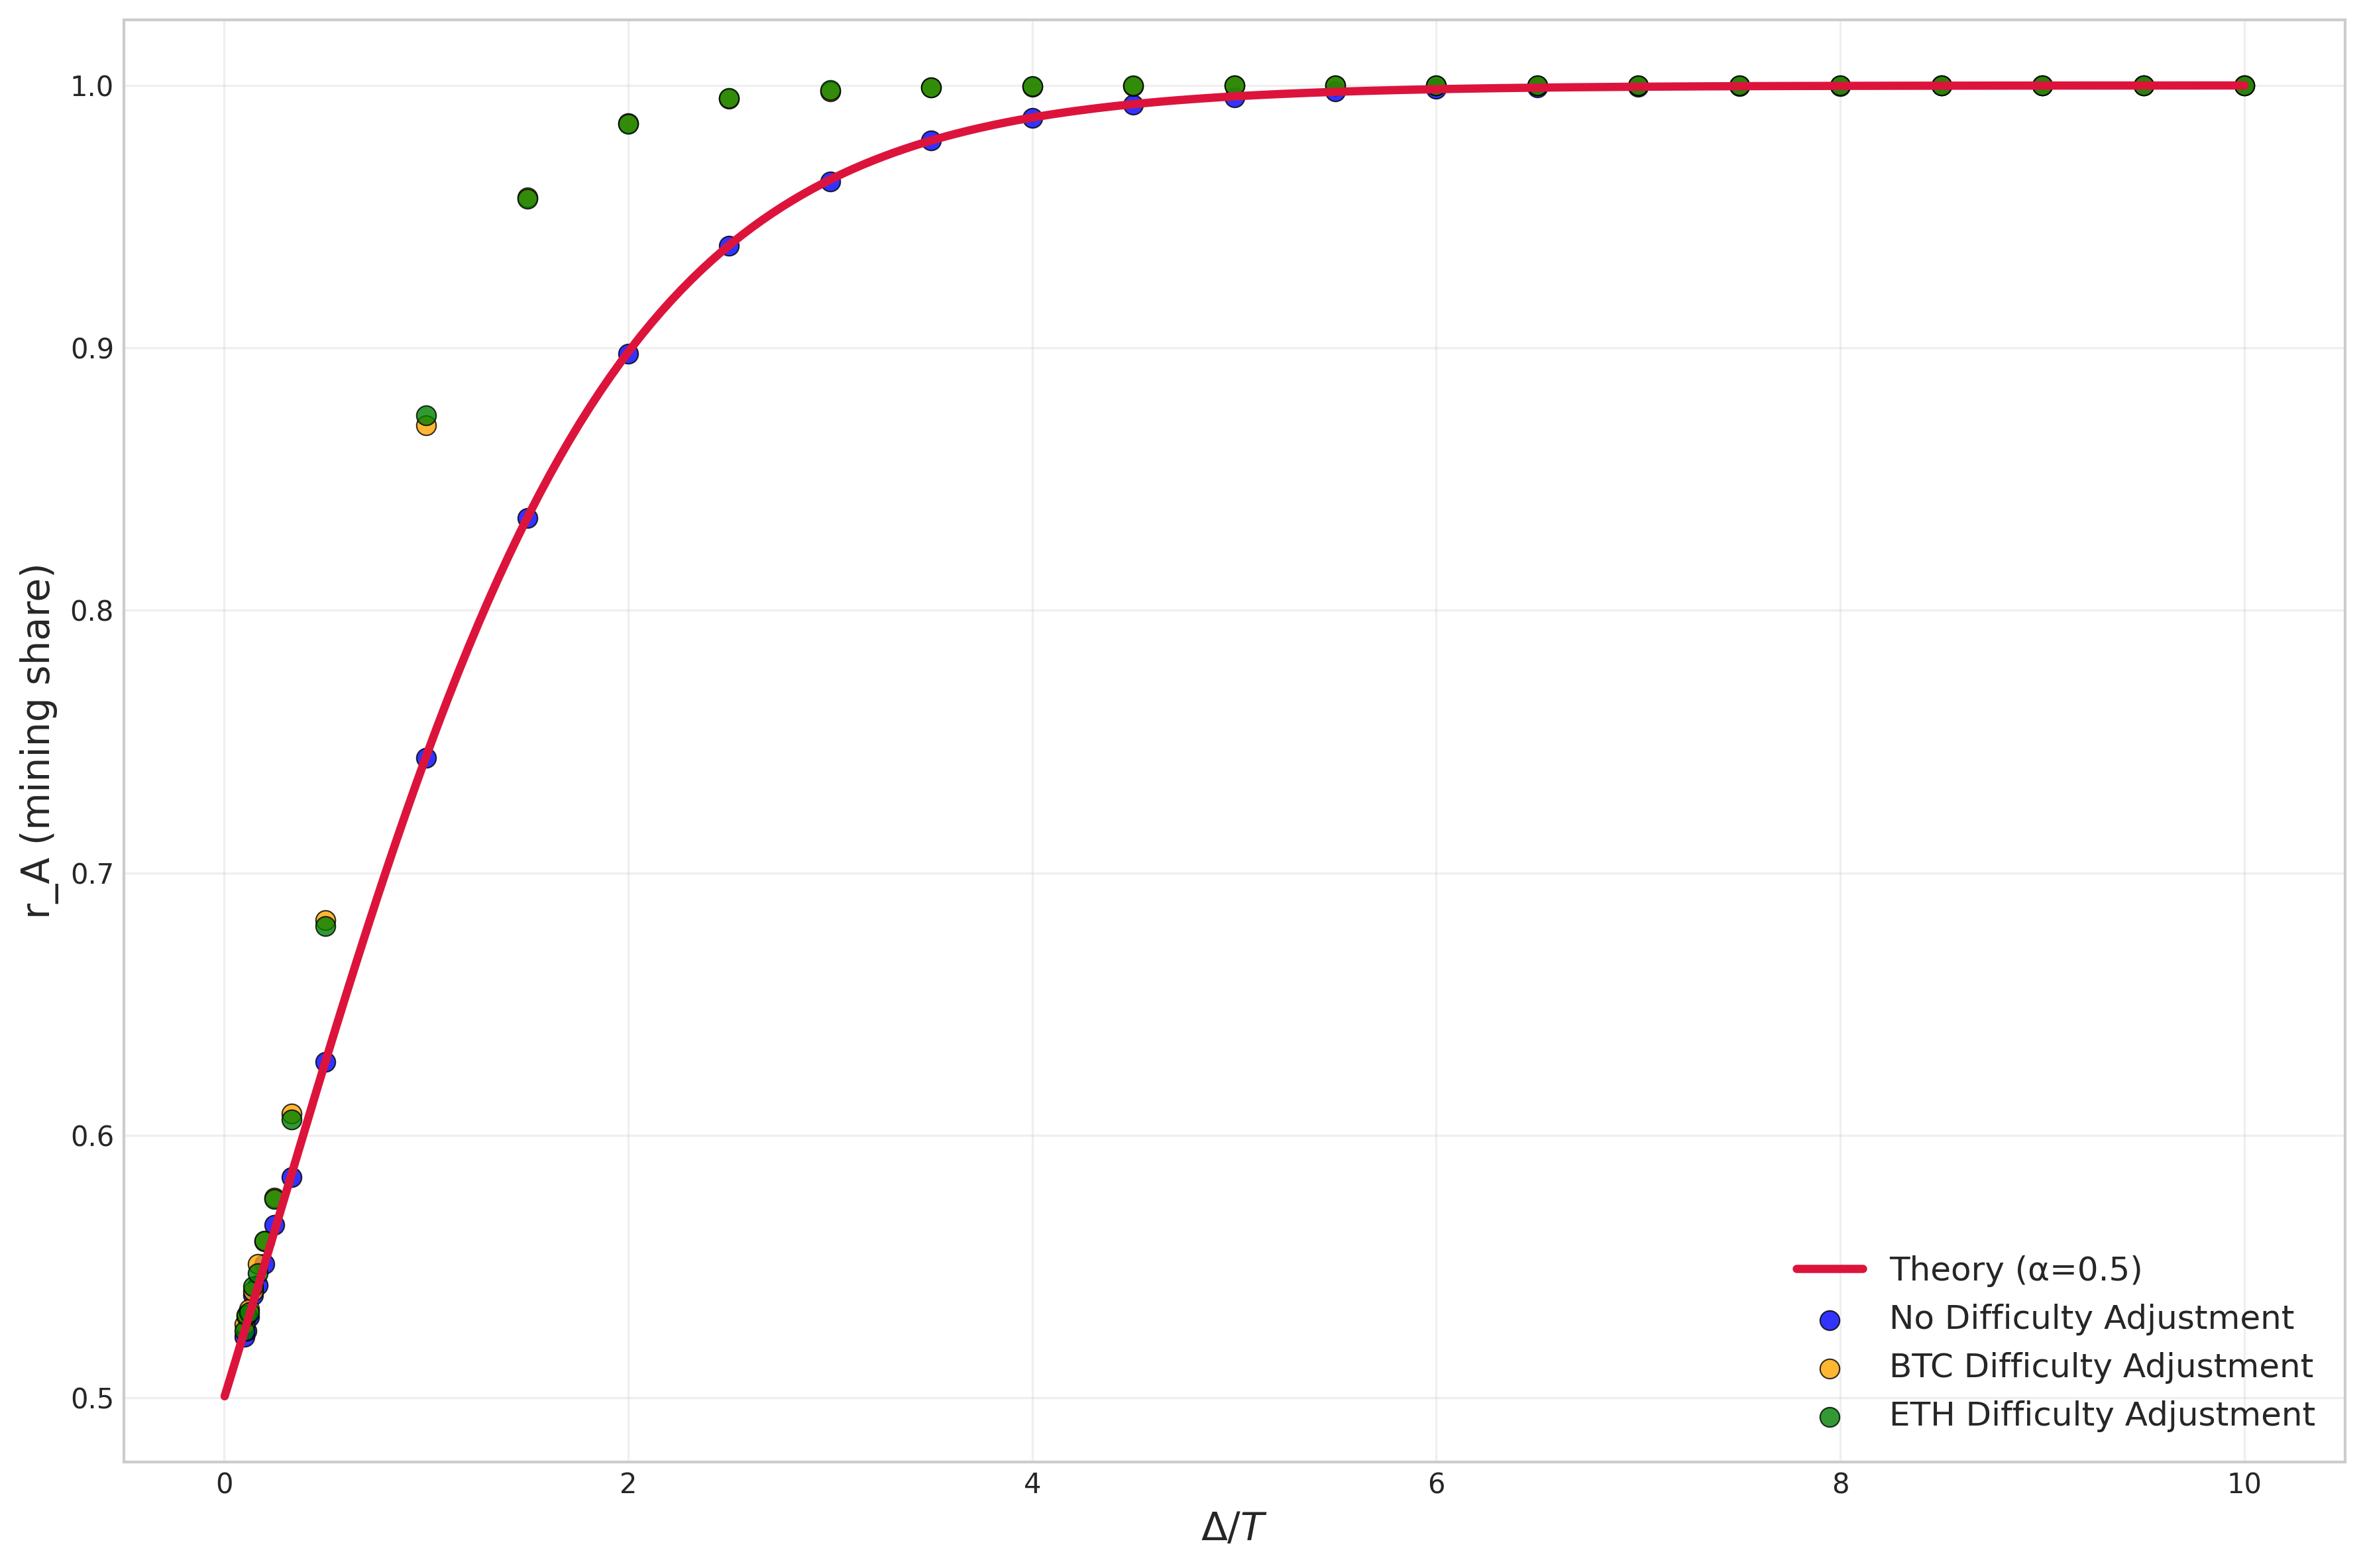 1.0
0.9
0.8
0.7
0.6
0.5
r_A (mining share)
0 2 4 6 8 10
Δ/T
Theory (α=0.5)
No Difficulty Adjustment
BTC Difficulty Adjustment
ETH Difficulty Adjustment